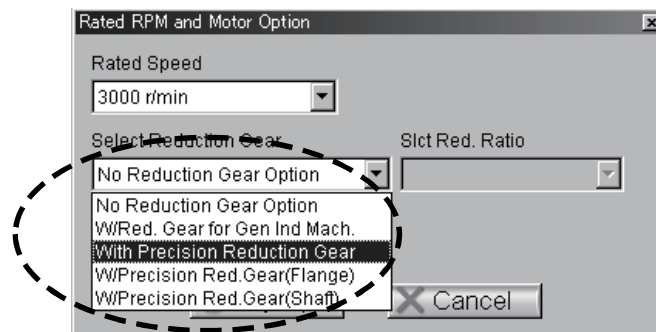 Rated RPM and Motor Option
Rated Speed
3000 r/min
Select Reduction Gear
Slct Red. Ratio
No Reduction Gear Option
No Reduction Gear Option
W/Red. Gear for Gen Ind Mach.
With Precision Reduction Gear
W/Precision Red.Gear(Flange)
W/Precision Red.Gear(Shaft)
Cancel